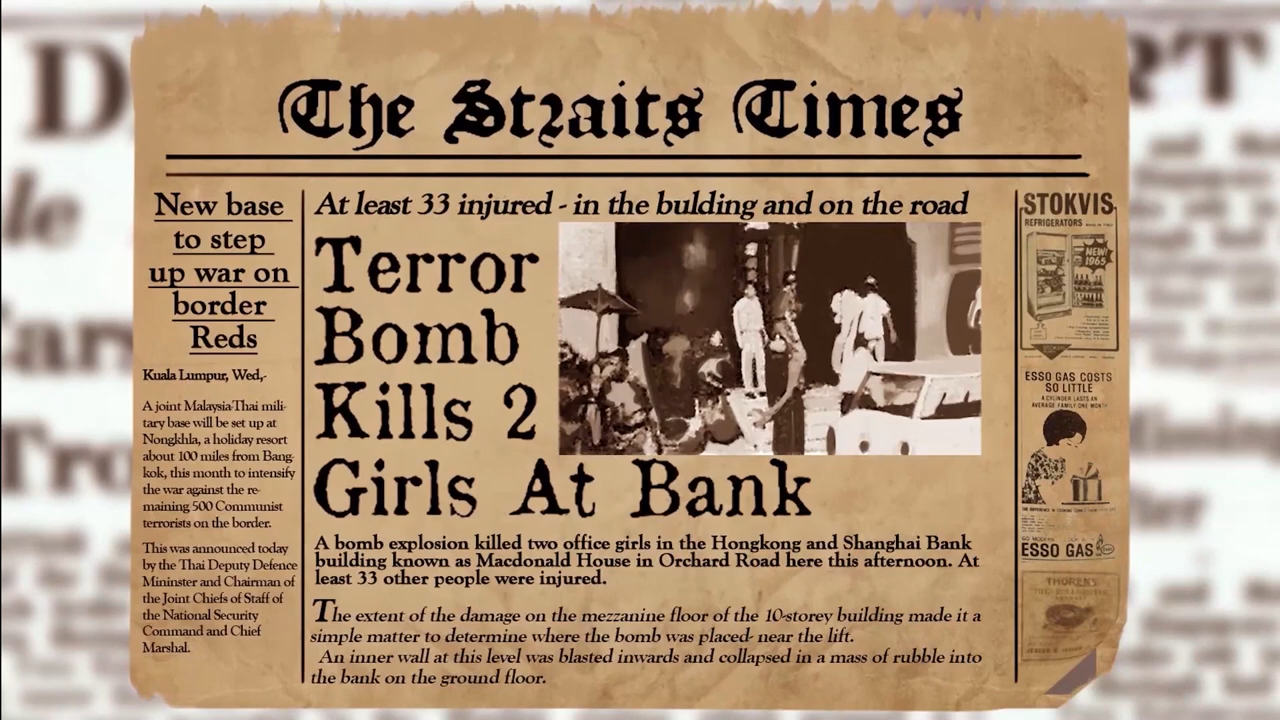 The Straits Times
New base
to step
up war on
border
Reds
Kuala Lumpur, Wed,-
A joint Malaysia-Thai mili-
tary base will be set up at
Nongkhla, a holiday resort
about 100 miles from Bang-
kok, this month to intensify
the war against the re-
maining 500 Communist
terrorists on the border.
This was announced today
by the Thai Deputy Defence
Mininster and Chairman of
the Joint Chiefs of Staff of
the National Security
Command and Chief
Marshal.
At least 33 injured - in the bulding and on the road
Terror
Bomb
Kills 2
Girls At Bank
A bomb explosion killed two office girls in the Hongkong and Shanghai Bank
building known as Macdonald House in Orchard Road here this afternoon. At
least 33 other people were injured.
The extent of the damage on the mezzanine floor of the 10-storey building made it a
simple matter to determine where the bomb was placed- near the lift.
An inner wall at this level was blasted inwards and collapsed in a mass of rubble into
the bank on the ground floor.
STOKVIS
REFRIGERATORS
NEW!
1965
ESSO GAS COSTS
SO LITTLE
A CYLINDER LASTS AN
AVERAGE FAMILY ONE MONTH
ESSO GAS
THORENS